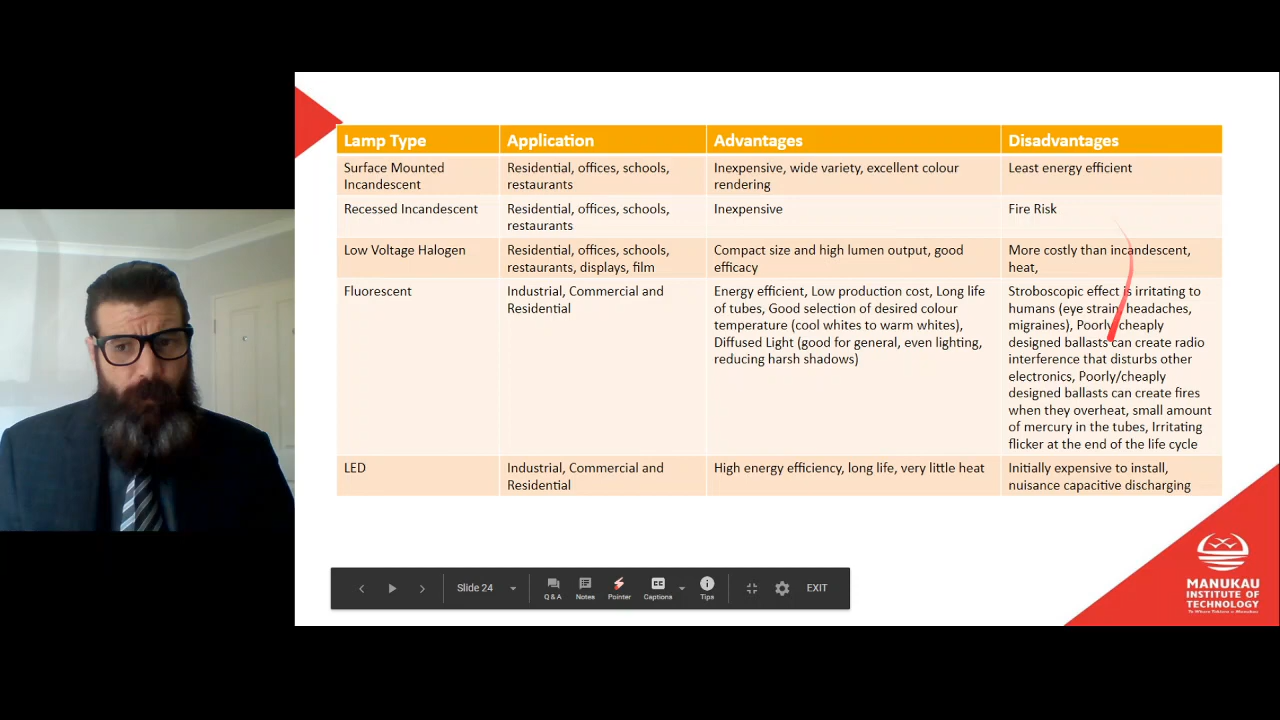 Lamp Type Application Advantages Disadvantages
Surface Mounted Incandescent
Residential, offices, schools, restaurants
Inexpensive, wide variety, excellent colour rendering
Least energy efficient
Recessed Incandescent
Residential, offices, schools, restaurants
Inexpensive
Fire Risk
Low Voltage Halogen
Residential, offices, schools, restaurants, displays, film
Compact size and high lumen output, good efficacy
More costly than incandescent, heat,
Fluorescent
Industrial, Commercial and Residential
Energy efficient, Low production cost, Long life
of tubes, Good selection of desired colour
temperature (cool whites to warm whites),
Diffused Light (good for general, even lighting,
reducing harsh shadows)
Stroboscopic effect is irritating to
humans (eye strain, headaches,
migraines), Poorly/cheaply
designed ballasts can create radio
interference that disturbs other
electronics, Poorly/cheaply
designed ballasts can create fires
when they overheat, small amount
of mercury in the tubes, Irritating
flicker at the end of the life cycle
LED
Industrial, Commercial and Residential
High energy efficiency, long life, very little heat
Initially expensive to install,
nuisance capacitive discharging
Slide 24
Q & A
Notes
Pointer
CC
Captions
Tips
EXIT
MANUKAU
INSTITUTE OF
TECHNOLOGY